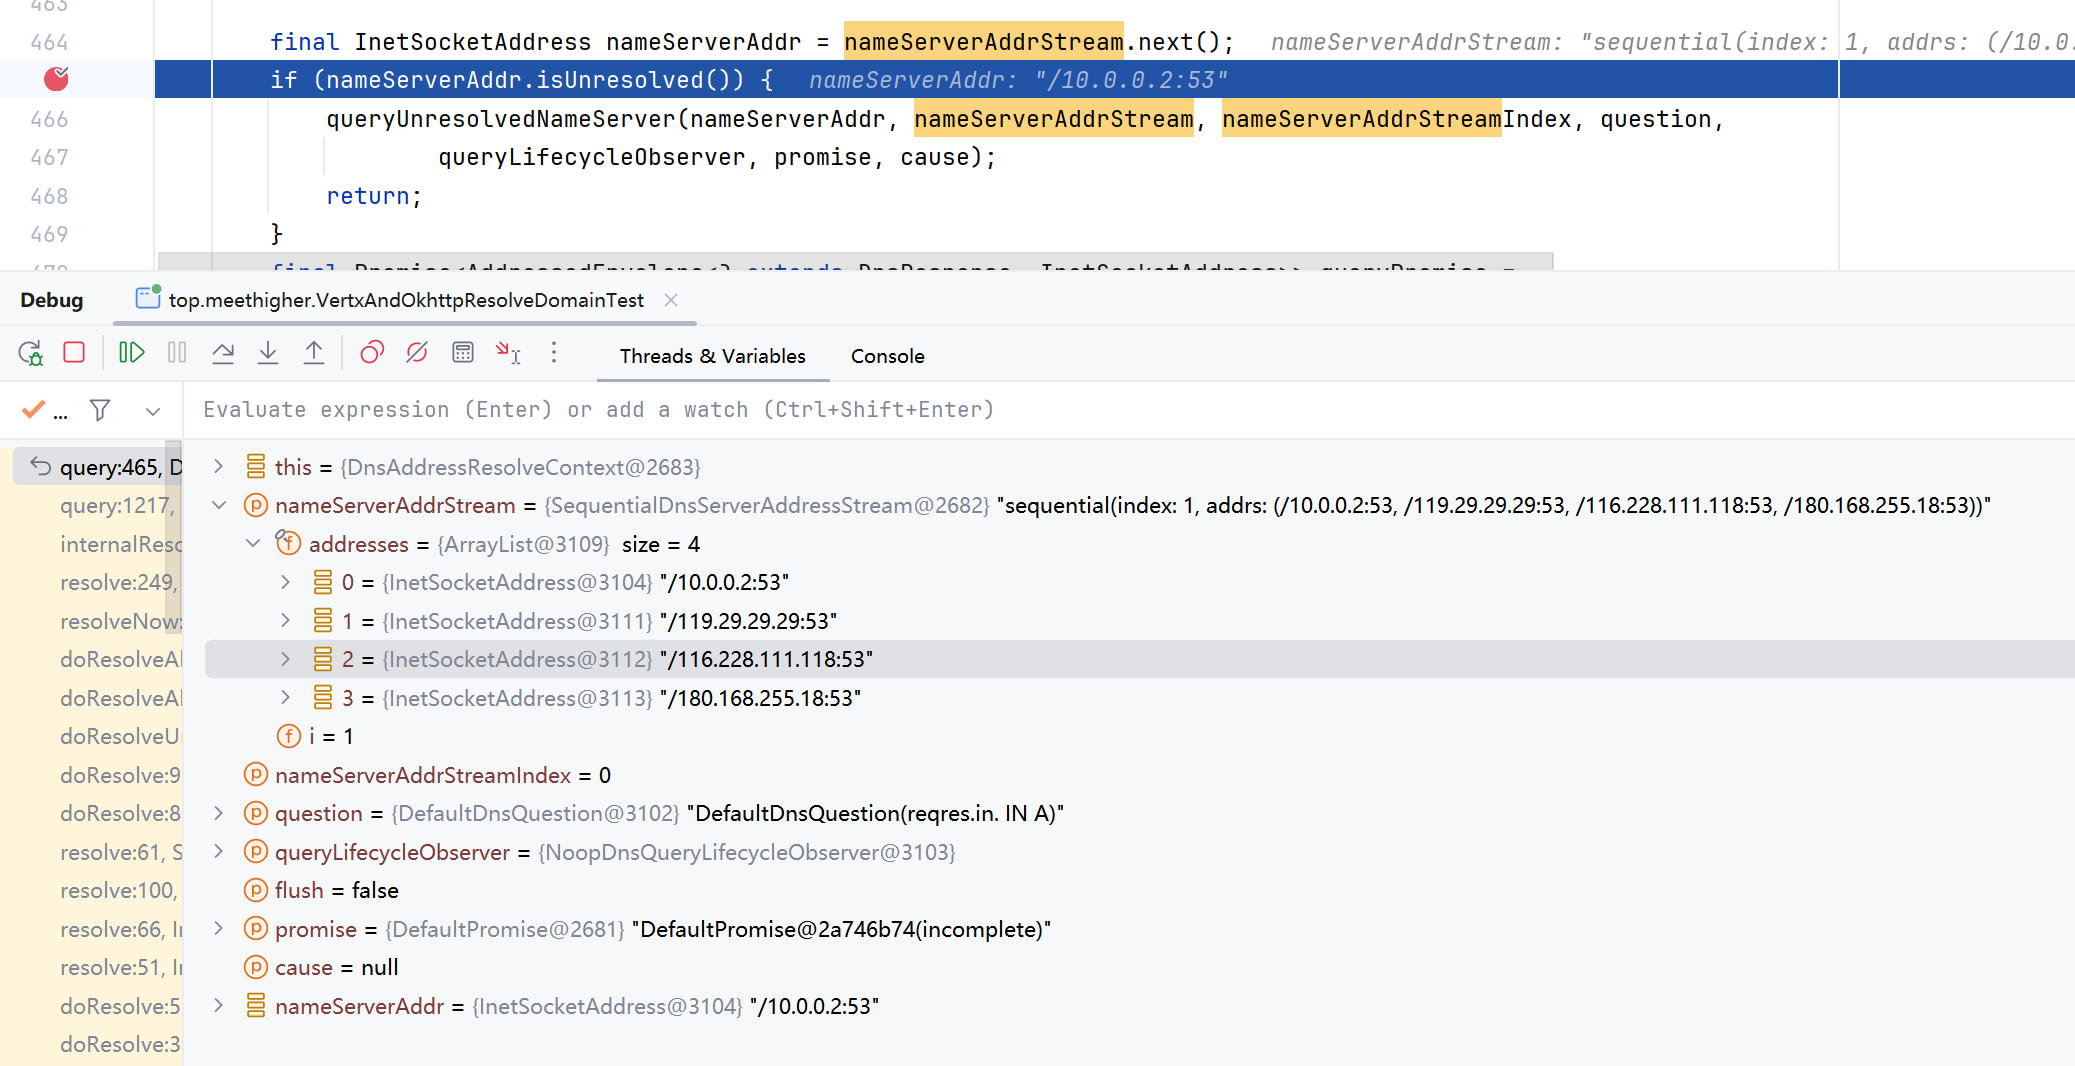 463
464 final InetSocketAddress nameServerAddr = nameServerAddrStream.next(); nameServerAddrStream: "sequential(index: 1, addrs: (/10.0.
if (nameServerAddr.isUnresolved()) { nameServerAddr: "/10.0.0.2:53"
466 queryUnresolvedNameServer(nameServerAddr, nameServerAddrStream, nameServerAddrStreamIndex, question,
467 queryLifecycleObserver, promise, cause);
468 return;
469 }
final Promise<AddressedEnvelope<? extends DnsResponse, InetSocketAddress>> queryPromise =
Debug top.meethigher.VertxAndOkhttpResolveDomainTest
Threads & Variables Console
... Evaluate expression (Enter) or add a watch (Ctrl+Shift+Enter)
query:465, D
query:1217,
internalReso
resolve:249,
resolveNow:
doResolveAl
doResolveAl
doResolveU
doResolve:9
doResolve:8
resolve:61, S
resolve:100,
resolve:66, I
resolve:51, I
doResolve:5
doResolve:3
this = {DnsAddressResolveContext@2683}
nameServerAddrStream = {SequentialDnsServerAddressStream@2682} "sequential(index: 1, addrs: (/10.0.0.2:53, /119.29.29.29:53, /116.228.111.118:53, /180.168.255.18:53))"
addresses = {ArrayList@3109} size = 4
0 = {InetSocketAddress@3104} "/10.0.0.2:53"
1 = {InetSocketAddress@3111} "/119.29.29.29:53"
2 = {InetSocketAddress@3112} "/116.228.111.118:53"
3 = {InetSocketAddress@3113} "/180.168.255.18:53"
i = 1
nameServerAddrStreamIndex = 0
question = {DefaultDnsQuestion@3102} "DefaultDnsQuestion(reqres.in. IN A)"
queryLifecycleObserver = {NoopDnsQueryLifecycleObserver@3103}
flush = false
promise = {DefaultPromise@2681} "DefaultPromise@2a746b74(incomplete)"
cause = null
nameServerAddr = {InetSocketAddress@3104} "/10.0.0.2:53"